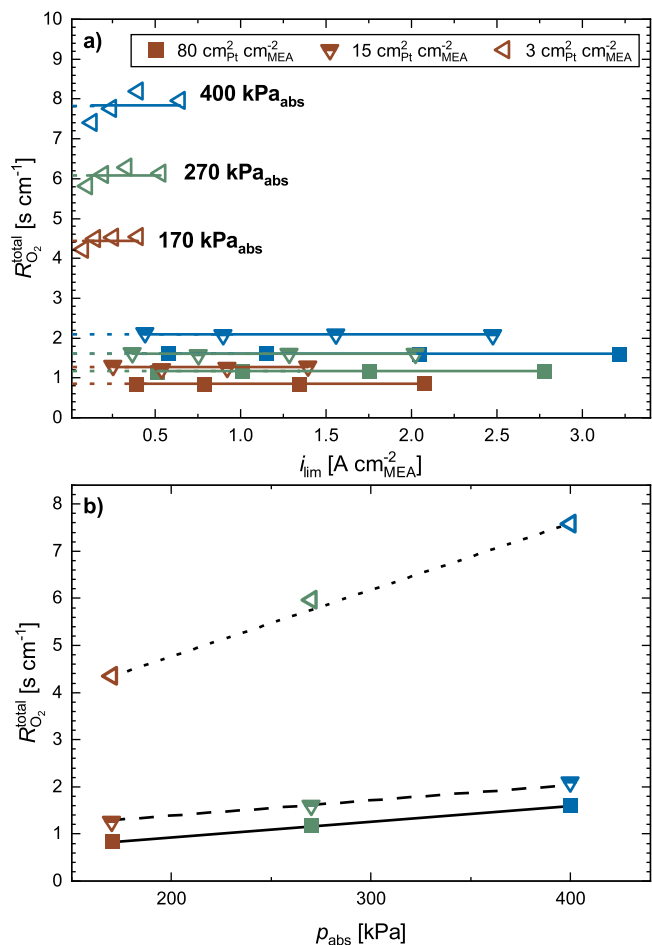 a)
80 cm²Pt cm⁻²MEA 15 cm²Pt cm⁻²MEA 3 cm²Pt cm⁻²MEA
10
9
8
7
6
5
4
3
2
1
0
400 kPaabs
270 kPaabs
170 kPaabs
RtotalO2 [s cm⁻¹]
0.5 1.0 1.5 2.0 2.5 3.0
ilim [A cm⁻²MEA]
b)
8
7
6
5
4
3
2
1
0
RtotalO2 [s cm⁻¹]
200 300 400
pabs [kPa]